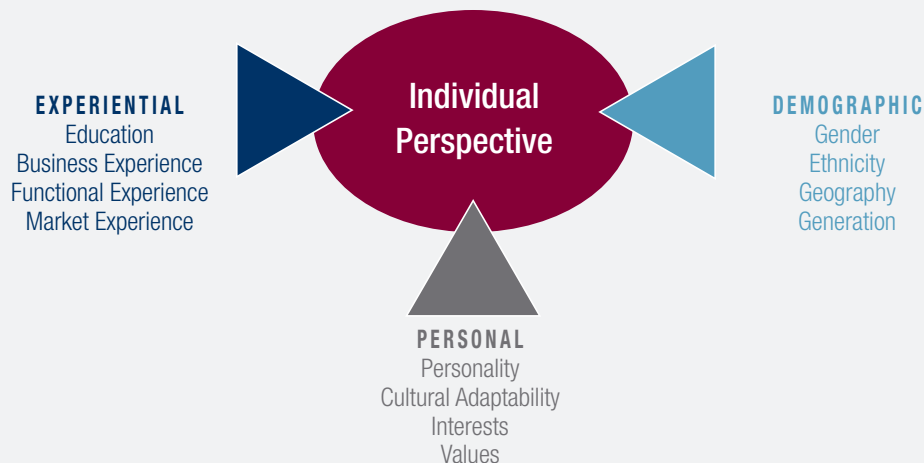 Individual
Perspective
EXPERIENTIAL
Education
Business Experience
Functional Experience
Market Experience
DEMOGRAPHIC
Gender
Ethnicity
Geography
Generation
PERSONAL
Personality
Cultural Adaptability
Interests
Values